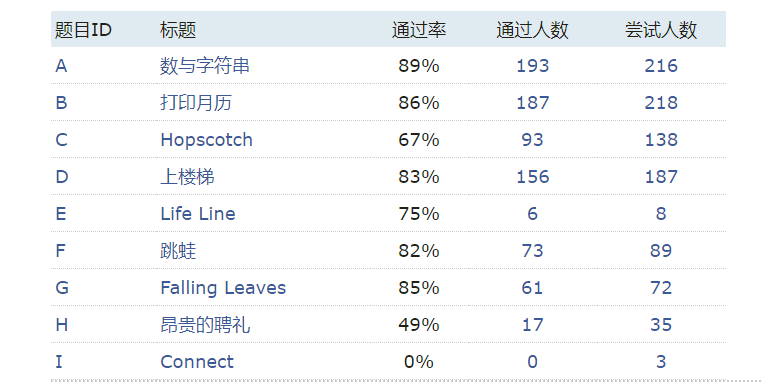 题目ID 标题 通过率 通过人数 尝试人数
A 数与字符串 89% 193 216
B 打印月历 86% 187 218
C Hopscotch 67% 93 138
D 上楼梯 83% 156 187
E Life Line 75% 6 8
F 跳蛙 82% 73 89
G Falling Leaves 85% 61 72
H 昂贵的聘礼 49% 17 35
I Connect 0% 0 3